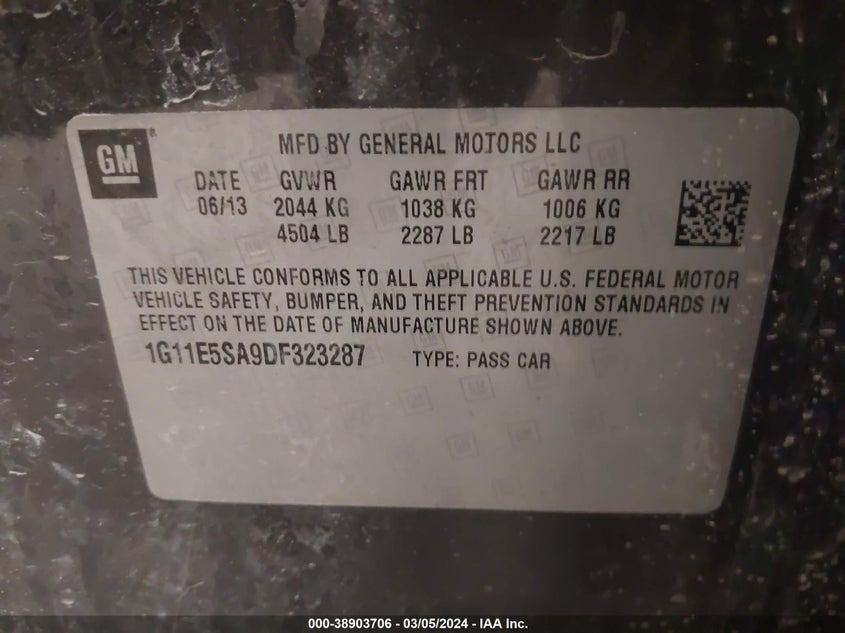 GM
MFD BY GENERAL MOTORS LLC
DATE GVWR GAWR FRT GAWR RR
06/13 2044 KG 1038 KG 1006 KG
4504 LB 2287 LB 2217 LB
THIS VEHICLE CONFORMS TO ALL APPLICABLE U.S. FEDERAL MOTOR
VEHICLE SAFETY, BUMPER, AND THEFT PREVENTION STANDARDS IN
EFFECT ON THE DATE OF MANUFACTURE SHOWN ABOVE.
1G11E5SA9DF323287 TYPE: PASS CAR
000-38903706 - 03/05/2024 - IAA Inc.